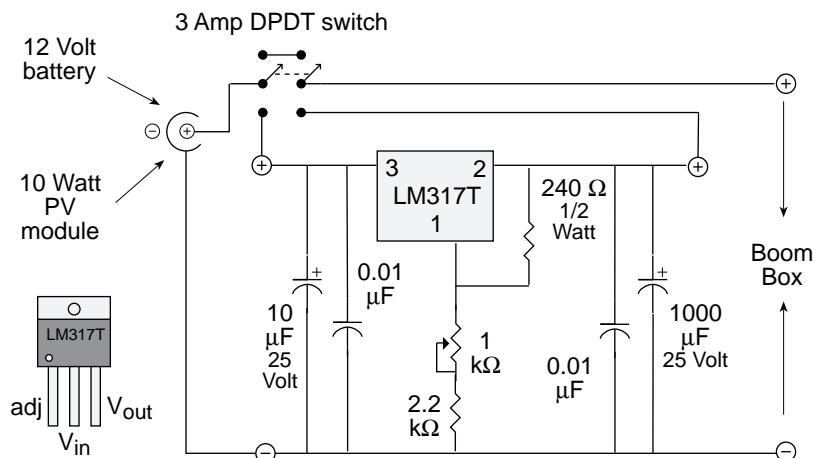 3 Amp DPDT switch
12 Volt
battery
10 Watt
PV
module
3
2
LM317T
1
240 Ω
1/2
Watt
Boom
Box
10
µF
25
Volt
0.01
µF
1
kΩ
2.2
kΩ
0.01
µF
1000
µF
25 Volt
LM317T
adj
Vin
Vout